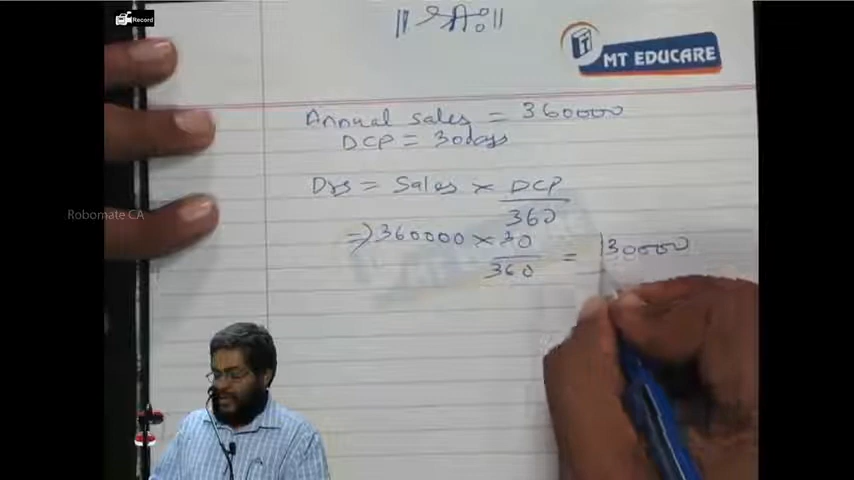 Record
MT EDUCARE
Annual sales = 360000
DCP = 30days
Drs = Sales × DCP
360
⇒ 360000 × 30
360
= 30000
Robomate CA